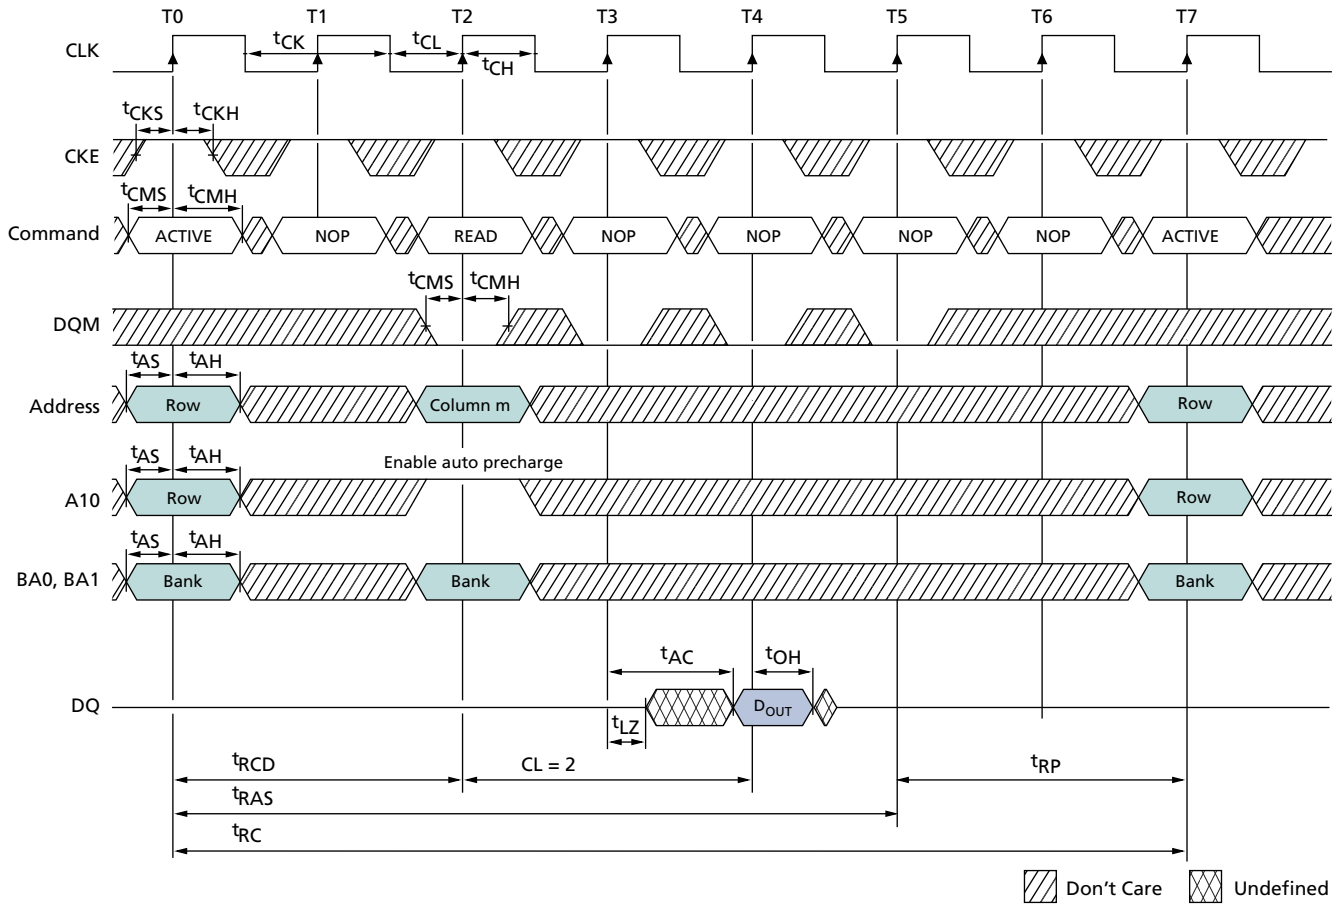 T0 T1 T2 T3 T4 T5 T6 T7
CLK tCK tCL tCH
tCKS tCKH
CKE
tCMS tCMH
Command ACTIVE NOP READ NOP NOP NOP NOP ACTIVE
tCMS tCMH
DQM
tAS tAH
Address Row Column m Row
tAS tAH Enable auto precharge
A10 Row Row
tAS tAH
BA0, BA1 Bank Bank Bank
tAC tOH
DQ DOUT
tLZ
tRCD CL = 2 tRP
tRAS
tRC
Don't Care Undefined